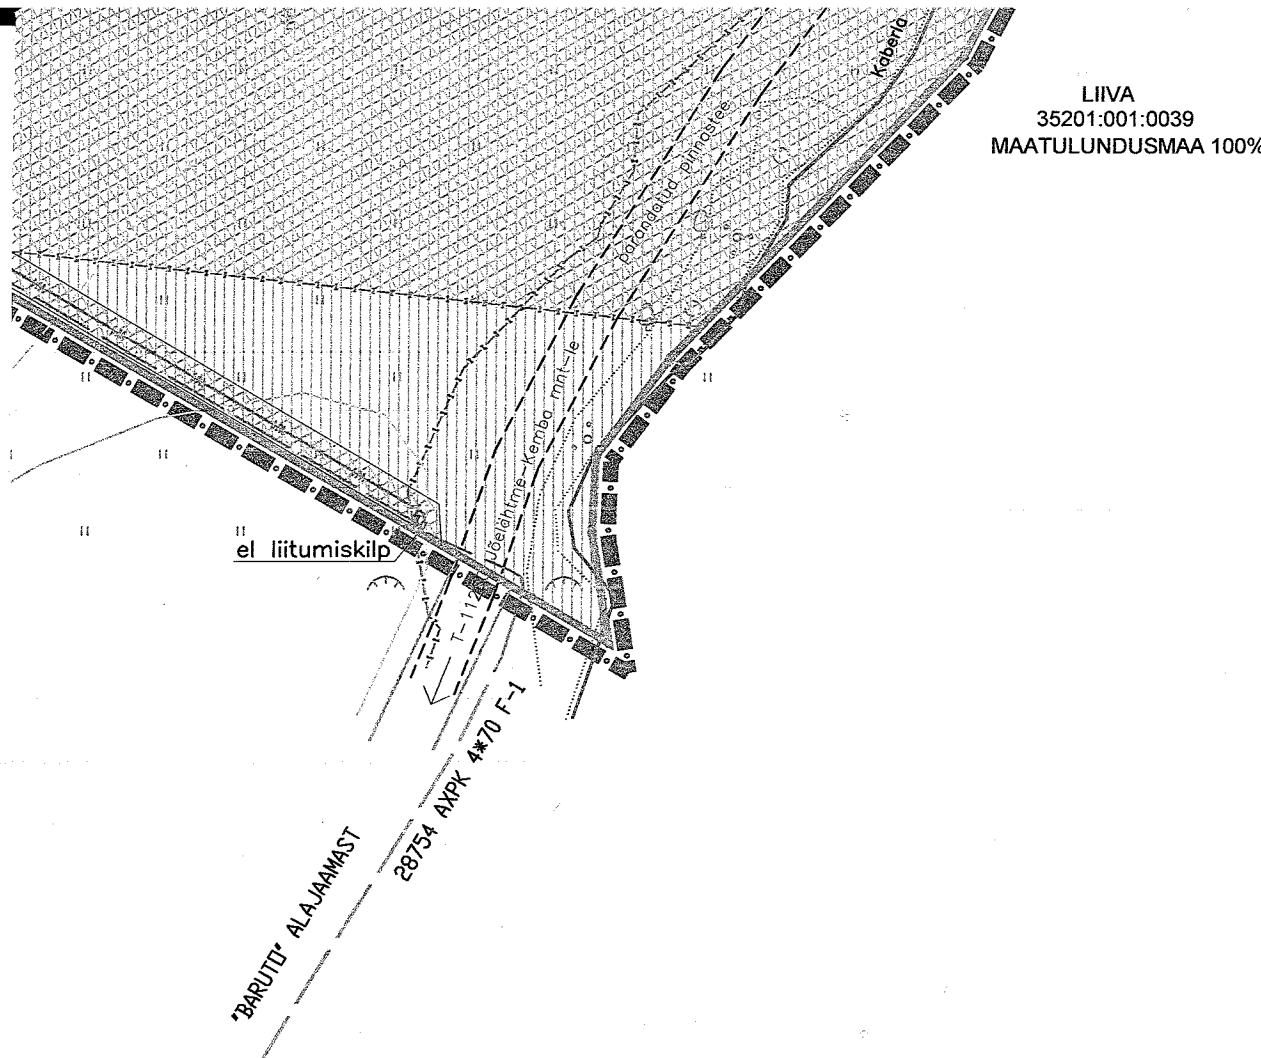 Kaberla
LIIVA
35201:001:0039
MAATULUNDUSMAA 100%
parandatud pinnastee
Jõelähtme-Kemba mnt-le
el liitumiskilp
T-112
28754 AXPK 4*70 F-1
"BARUTO" ALAJAAMAST